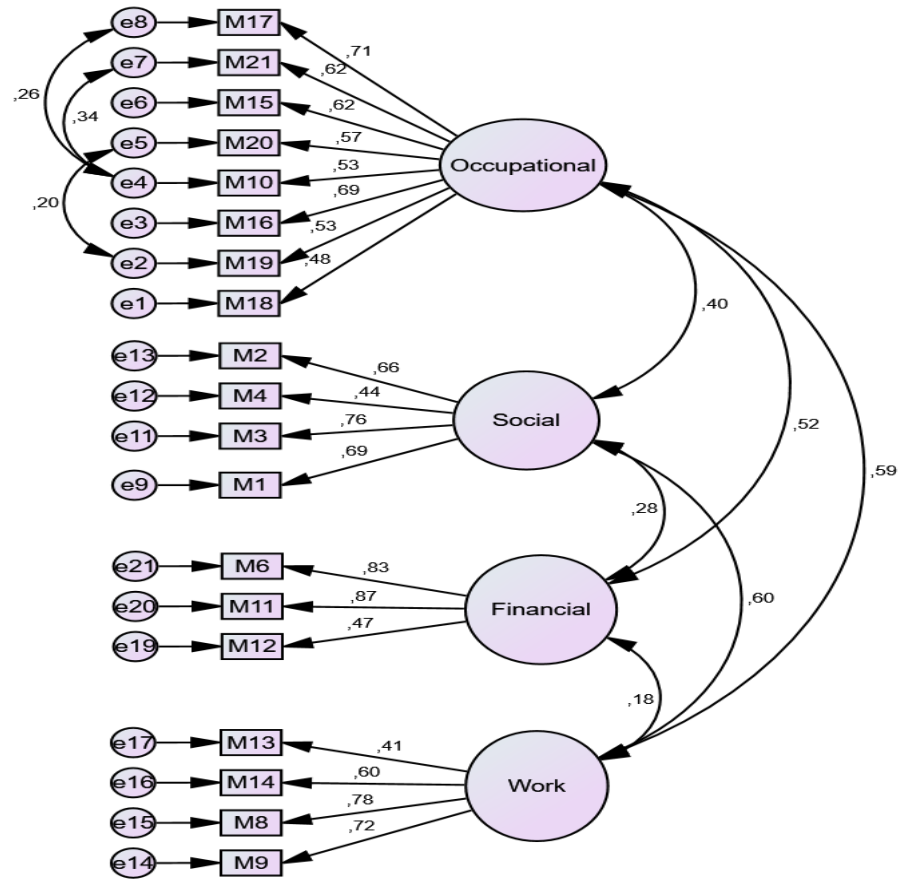 e8 M17
,71
e7 M21
,62
,26
e6 M15
,62
,34
e5 M20
,57
Occupational
,53
e4 M10
,69
,20
e3 M16
,53
e2 M19
,48
e1 M18
,40
e13 M2
,66
e12 M4
,44
Social
,76
,52
e11 M3
,69
,59
e9 M1
,28
e21 M6
,83
,87
,60
e20 M11
Financial
,47
e19 M12
,18
e17 M13
,41
,60
e16 M14
Work
,78
e15 M8
,72
e14 M9